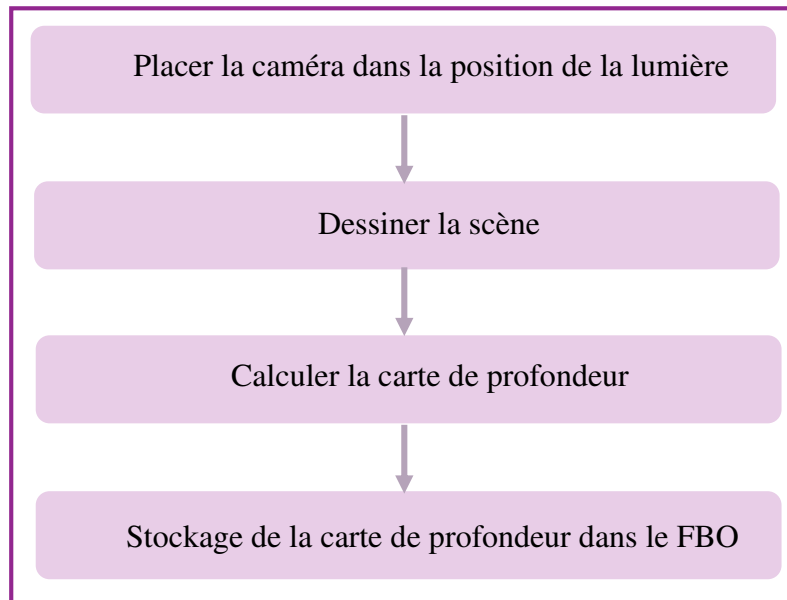 Placer la caméra dans la position de la lumière
Dessiner la scène
Calculer la carte de profondeur
Stockage de la carte de profondeur dans le FBO